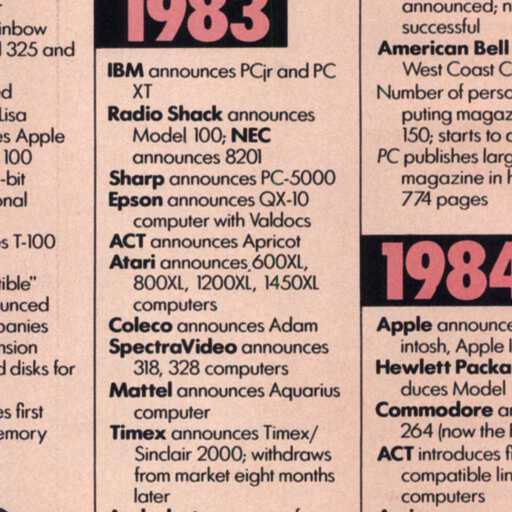 inbow
325 and
Lisa
es Apple
100
-bit
onal
s T-100
tible"
ounced
panies
nsion
d disks for
es first
emory
1983
IBM announces PCjr and PC
XT
Radio Shack announces
Model 100; NEC
announces 8201
Sharp announces PC-5000
Epson announces QX-10
computer with Valdocs
ACT announces Apricot
Atari announces 600XL,
800XL, 1200XL, 1450XL
computers
Coleco announces Adam
SpectraVideo announces
318, 328 computers
Mattel announces Aquarius
computer
Timex announces Timex/
Sinclair 2000; withdraws
from market eight months
later
announced; n
successful
American Bell
West Coast C
Number of perso
puting magaz
150; starts to d
PC publishes larg
magazine in h
774 pages
1984
Apple announce
intosh, Apple I
Hewlett Packa
duces Model
Commodore an
264 (now the
ACT introduces fi
compatible lin
computers